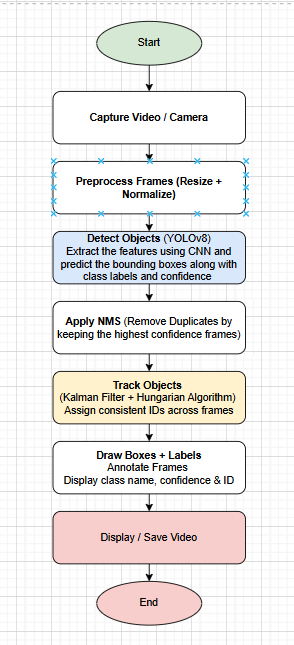 Start
Capture Video / Camera
Preprocess Frames (Resize +
Normalize)
Detect Objects (YOLOv8)
Extract the features using CNN and
predict the bounding boxes along with
class labels and confidence
Apply NMS (Remove Duplicates by
keeping the highest confidence frames)
Track Objects
(Kalman Filter + Hungarian Algorithm)
Assign consistent IDs across frames
Draw Boxes + Labels
Annotate Frames
Display class name, confidence & ID
Display / Save Video
End